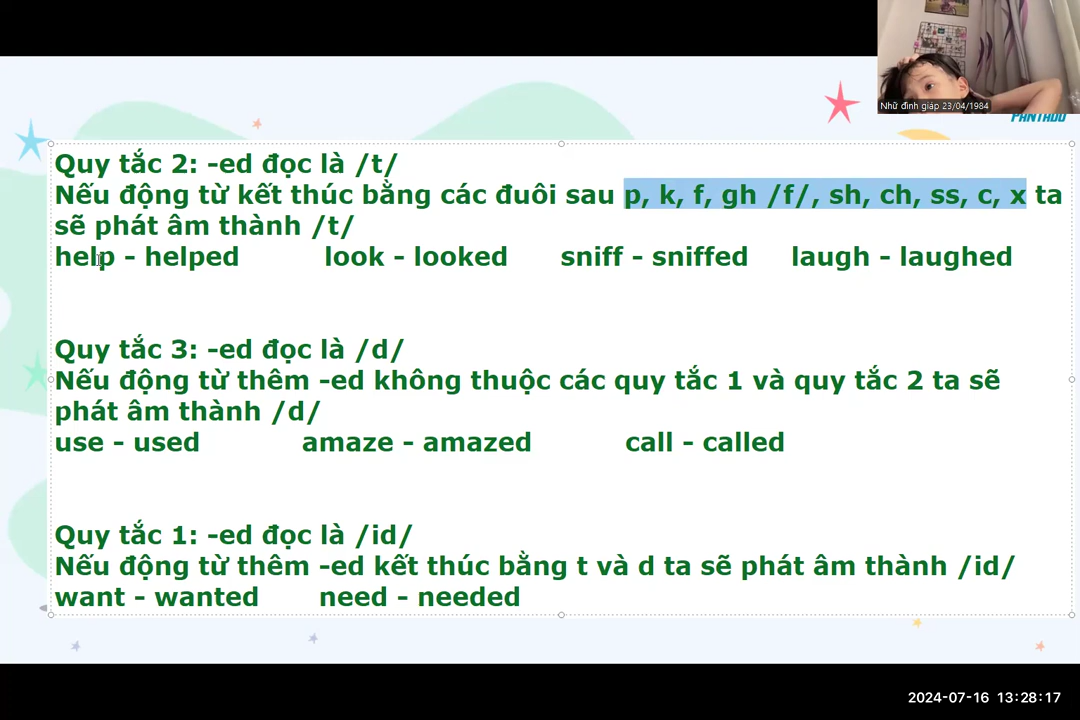 Nhữ đình giáp 23/04/1984
PANTADO
Quy tắc 2: -ed đọc là /t/
Nếu động từ kết thúc bằng các đuôi sau p, k, f, gh /f/, sh, ch, ss, c, x ta
sẽ phát âm thành /t/
help - helped look - looked sniff - sniffed laugh - laughed
Quy tắc 3: -ed đọc là /d/
Nếu động từ thêm -ed không thuộc các quy tắc 1 và quy tắc 2 ta sẽ
phát âm thành /d/
use - used amaze - amazed call - called
Quy tắc 1: -ed đọc là /id/
Nếu động từ thêm -ed kết thúc bằng t và d ta sẽ phát âm thành /id/
want - wanted need - needed
2024-07-16 13:28:17